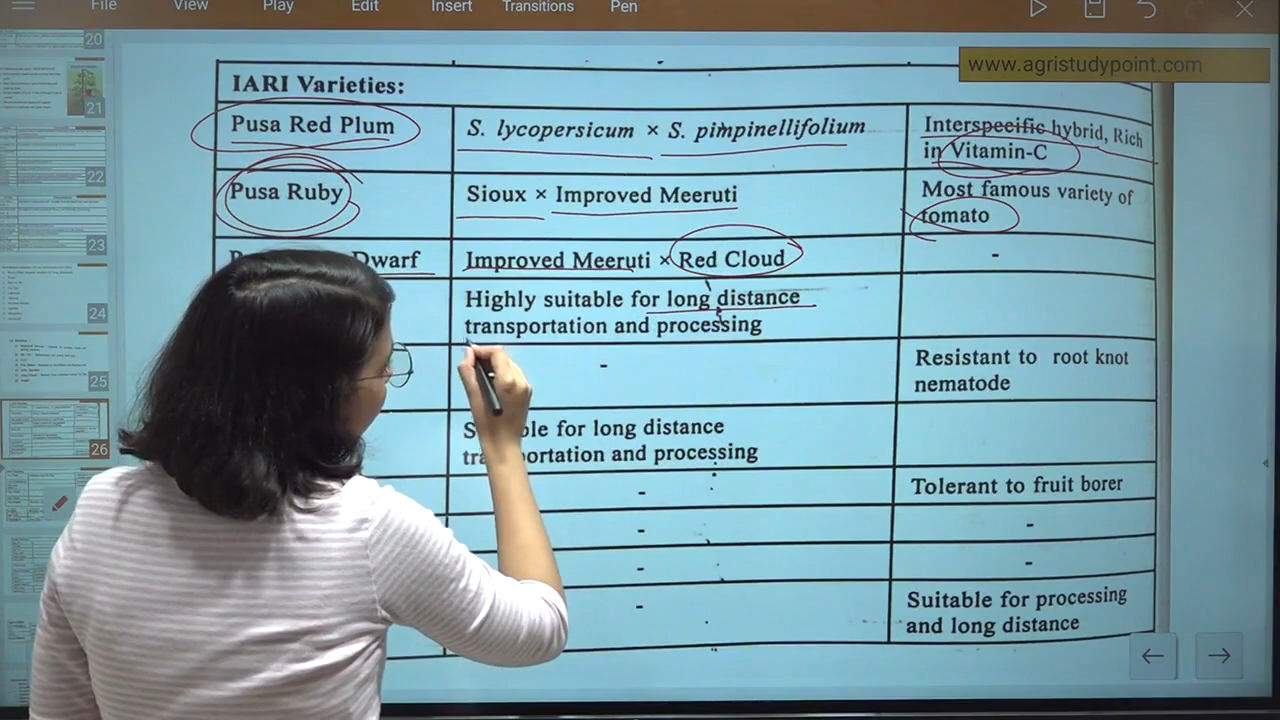 File View Play Edit Insert Transitions Pen
www.agristudypoint.com
20
21
22
23
24
25
26
IARI Varieties:
Pusa Red Plum S. lycopersicum × S. pimpinellifolium Interspecific hybrid, Rich
in Vitamin-C
Pusa Ruby Sioux × Improved Meeruti Most famous variety of
tomato
Dwarf Improved Meeruti × Red Cloud -
Highly suitable for long distance
transportation and processing
- Resistant to root knot
nematode
for long distance
and processing
- Tolerant to fruit borer
- -
- -
- Suitable for processing
and long distance